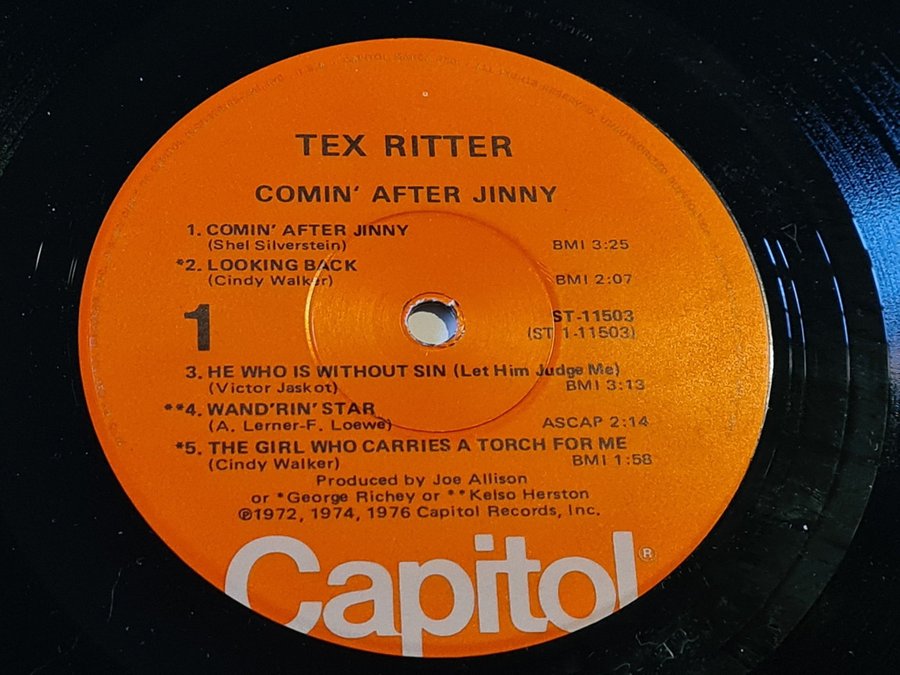 TEX RITTER
COMIN' AFTER JINNY
1. COMIN' AFTER JINNY
(Shel Silverstein) BMI 3:25
*2. LOOKING BACK
(Cindy Walker) BMI 2:07
1
ST-11503
(ST 1-11503)
3. HE WHO IS WITHOUT SIN (Let Him Judge Me)
(Victor Jaskot) BMI 3:13
**4. WAND'RIN' STAR
(A. Lerner-F. Loewe) ASCAP 2:14
*5. THE GIRL WHO CARRIES A TORCH FOR ME
(Cindy Walker) BMI 1:58
Produced by Joe Allison
or *George Richey or **Kelso Herston
℗1972, 1974, 1976 Capitol Records, Inc.
Capitol®